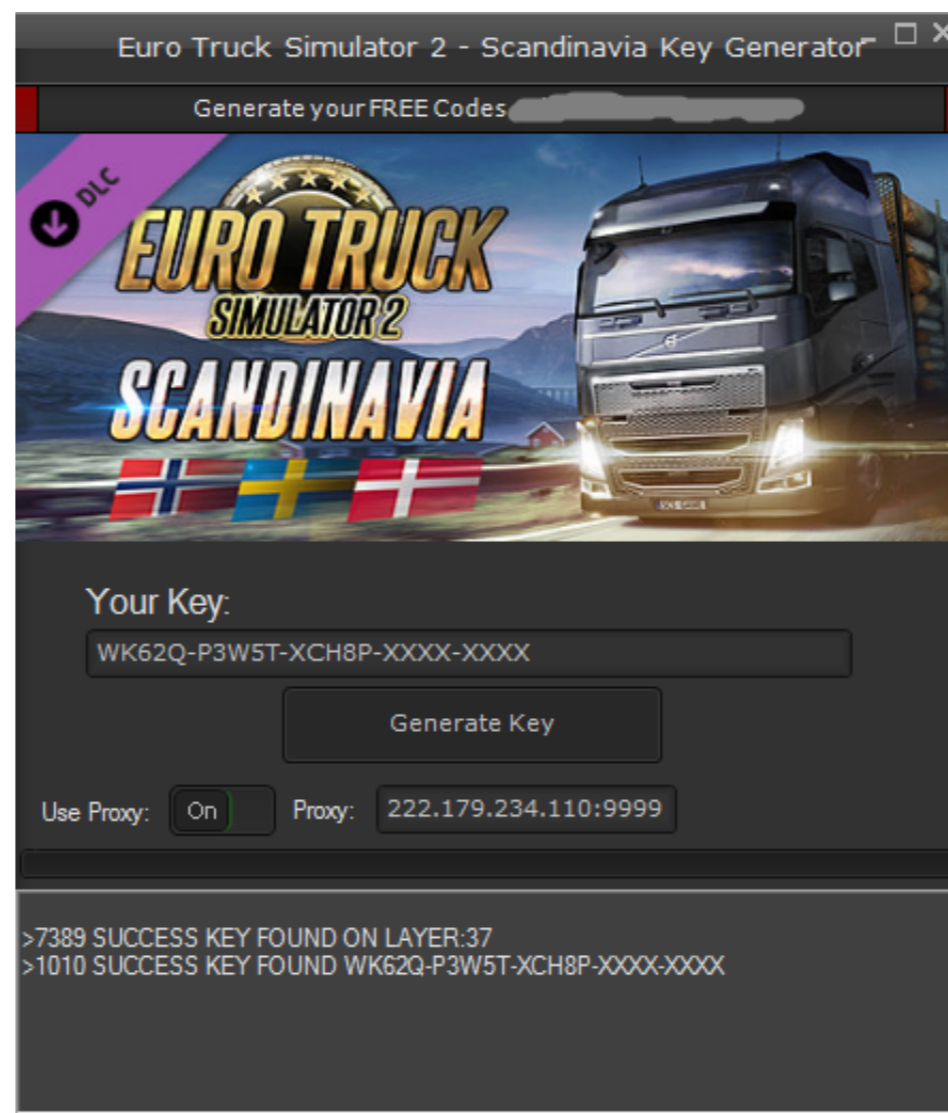 Euro Truck Simulator 2 - Scandinavia Key Generator
Generate your FREE Codes
DLC
EURO TRUCK
SIMULATOR 2
SCANDINAVIA
Your Key:
WK62Q-P3W5T-XCH8P-XXXX-XXXX
Generate Key
Use Proxy: On Proxy: 222.179.234.110:9999
>7389 SUCCESS KEY FOUND ON LAYER:37
>1010 SUCCESS KEY FOUND WK62Q-P3W5T-XCH8P-XXXX-XXXX